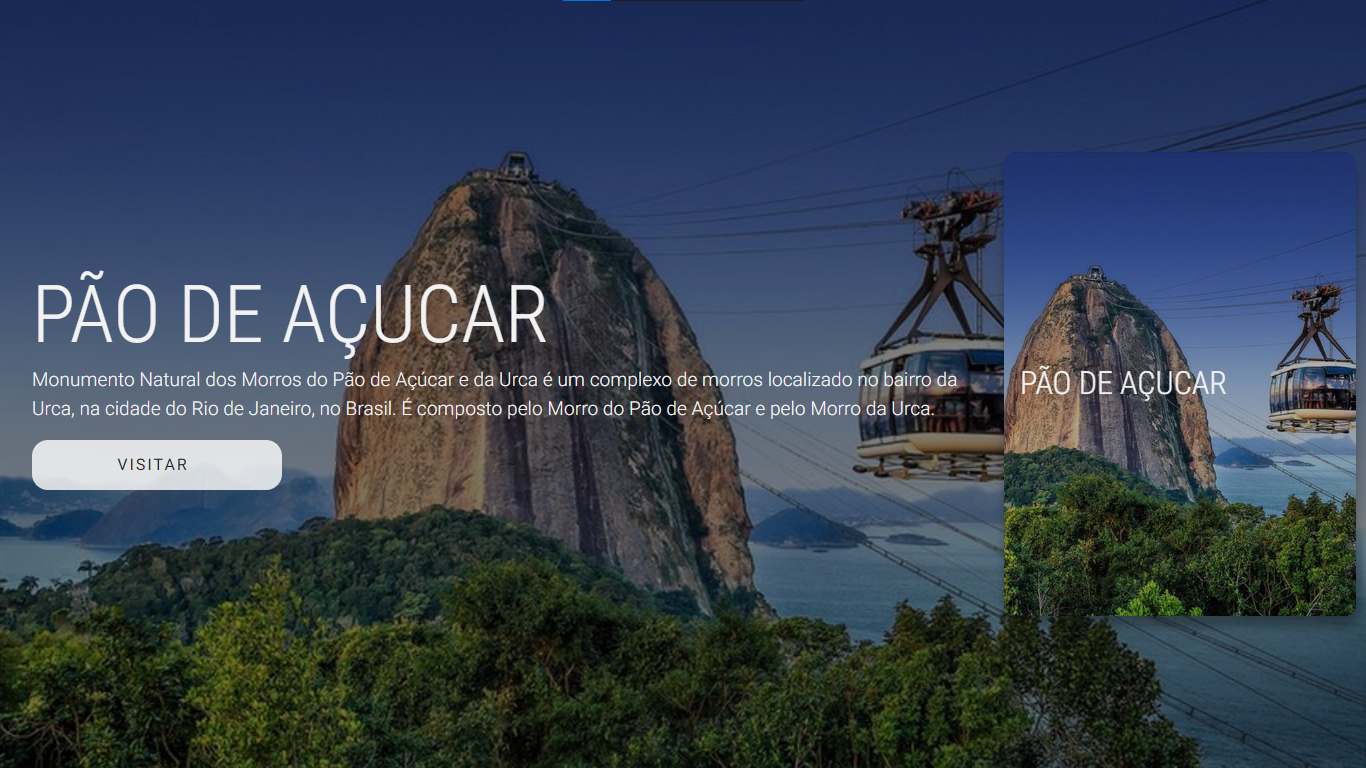 PÃO DE AÇUCAR
Monumento Natural dos Morros do Pão de Açúcar e da Urca é um complexo de morros localizado no bairro da
Urca, na cidade do Rio de Janeiro, no Brasil. É composto pelo Morro do Pão de Açúcar e pelo Morro da Urca.
VISITAR
PÃO DE AÇUCAR